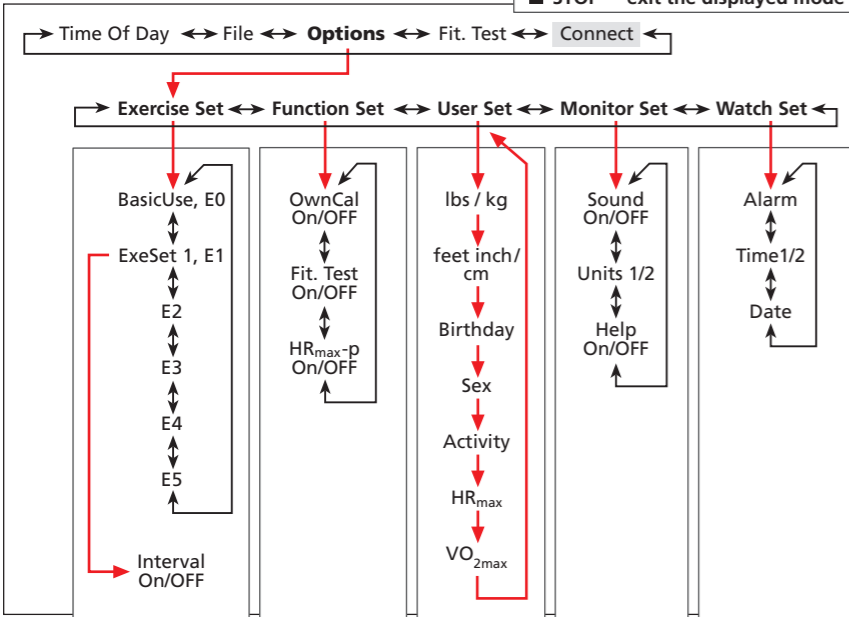 ■ STOP exit the displayed mode
Time Of Day File Options Fit. Test Connect
Exercise Set Function Set User Set Monitor Set Watch Set
BasicUse, E0
ExeSet 1, E1
E2
E3
E4
E5
Interval
On/OFF
OwnCal
On/OFF
Fit. Test
On/OFF
HRmax-p
On/OFF
lbs / kg
feet inch/
cm
Birthday
Sex
Activity
HRmax
VO2max
Sound
On/OFF
Units 1/2
Help
On/OFF
Alarm
Time1/2
Date